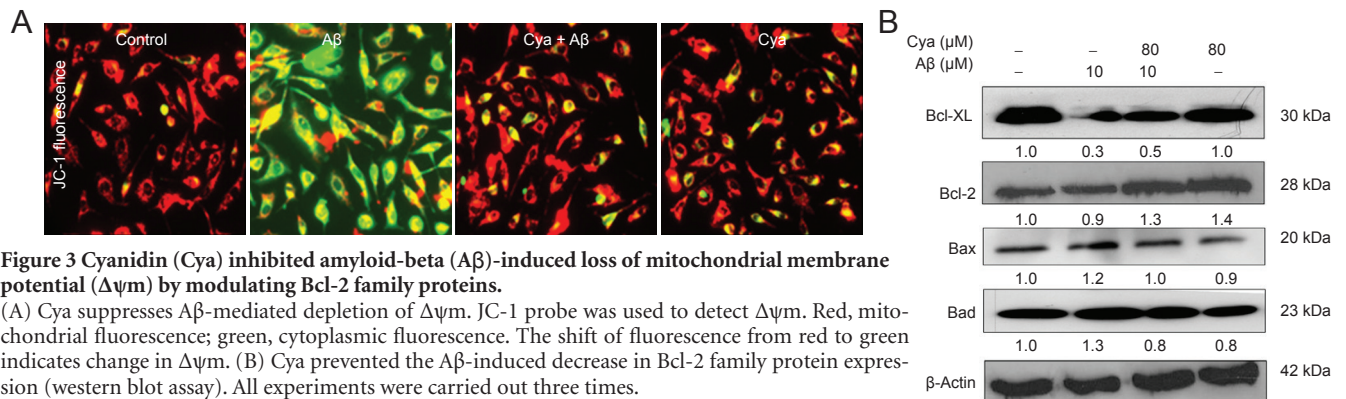 A
Control
Aβ
Cya + Aβ
Cya
JC-1 fluorescence
Figure 3 Cyanidin (Cya) inhibited amyloid-beta (Aβ)-induced loss of mitochondrial membrane
potential (Δψm) by modulating Bcl-2 family proteins.
(A) Cya suppresses Aβ-mediated depletion of Δψm. JC-1 probe was used to detect Δψm. Red, mito-
chondrial fluorescence; green, cytoplasmic fluorescence. The shift of fluorescence from red to green
indicates change in Δψm. (B) Cya prevented the Aβ-induced decrease in Bcl-2 family protein expres-
sion (western blot assay). All experiments were carried out three times.
B
Cya (μM) – – 80 80
Aβ (μM) – 10 10 –
Bcl-XL 30 kDa
1.0 0.3 0.5 1.0
Bcl-2 28 kDa
1.0 0.9 1.3 1.4
Bax 20 kDa
1.0 1.2 1.0 0.9
Bad 23 kDa
1.0 1.3 0.8 0.8
β-Actin 42 kDa